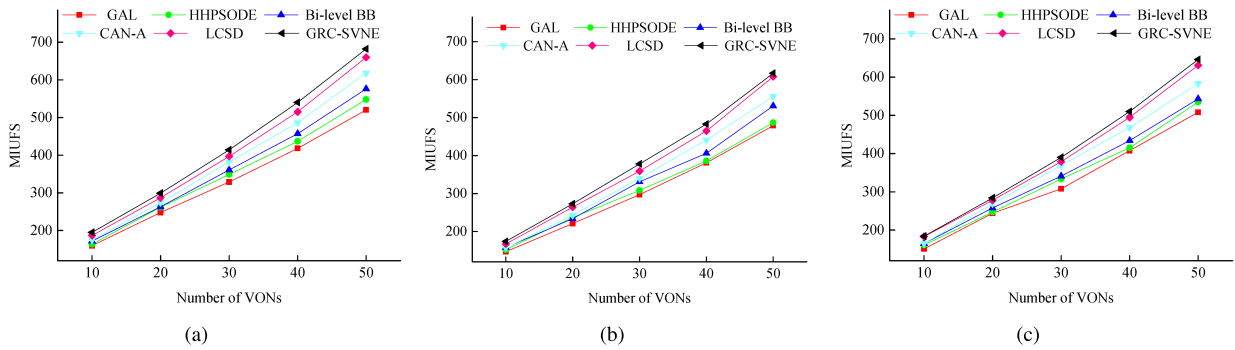 GAL HHPSODE Bi-level BB
CAN-A LCSD GRC-SVNE
MIUFS
700
600
500
400
300
200
10 20 30 40 50
Number of VONs
(a)
GAL HHPSODE Bi-level BB
CAN-A LCSD GRC-SVNE
MIUFS
700
600
500
400
300
200
10 20 30 40 50
Number of VONs
(b)
GAL HHPSODE Bi-level BB
CAN-A LCSD GRC-SVNE
MIUFS
700
600
500
400
300
200
10 20 30 40 50
Number of VONs
(c)